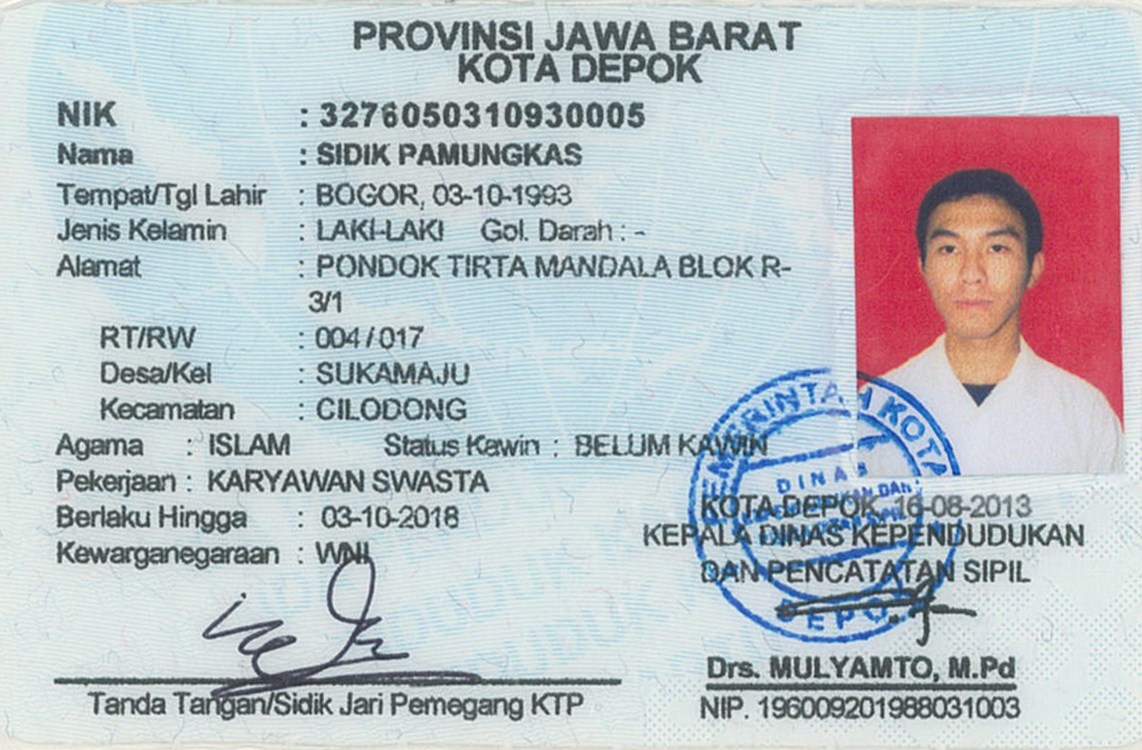 PROVINSI JAWA BARAT
KOTA DEPOK
NIK : 3276050310930005
Nama : SIDIK PAMUNGKAS
Tempat/Tgl Lahir : BOGOR, 03-10-1993
Jenis Kelamin : LAKI-LAKI Gol. Darah : -
Alamat : PONDOK TIRTA MANDALA BLOK R-
3/1
RT/RW : 004 / 017
Desa/Kel : SUKAMAJU
Kecamatan : CILODONG
Agama : ISLAM Status Kawin : BELUM KAWIN
Pekerjaan : KARYAWAN SWASTA
Berlaku Hingga : 03-10-2018
Kewarganegaraan : WNI
Tanda Tangan/Sidik Jari Pemegang KTP
KOTA DEPOK, 16-08-2013
KEPALA DINAS KEPENDUDUKAN
DAN PENCATATAN SIPIL
Drs. MULYAMTO, M.Pd
NIP. 196009201988031003
PEMERINTAH KOTA
DINAS
DEPOK